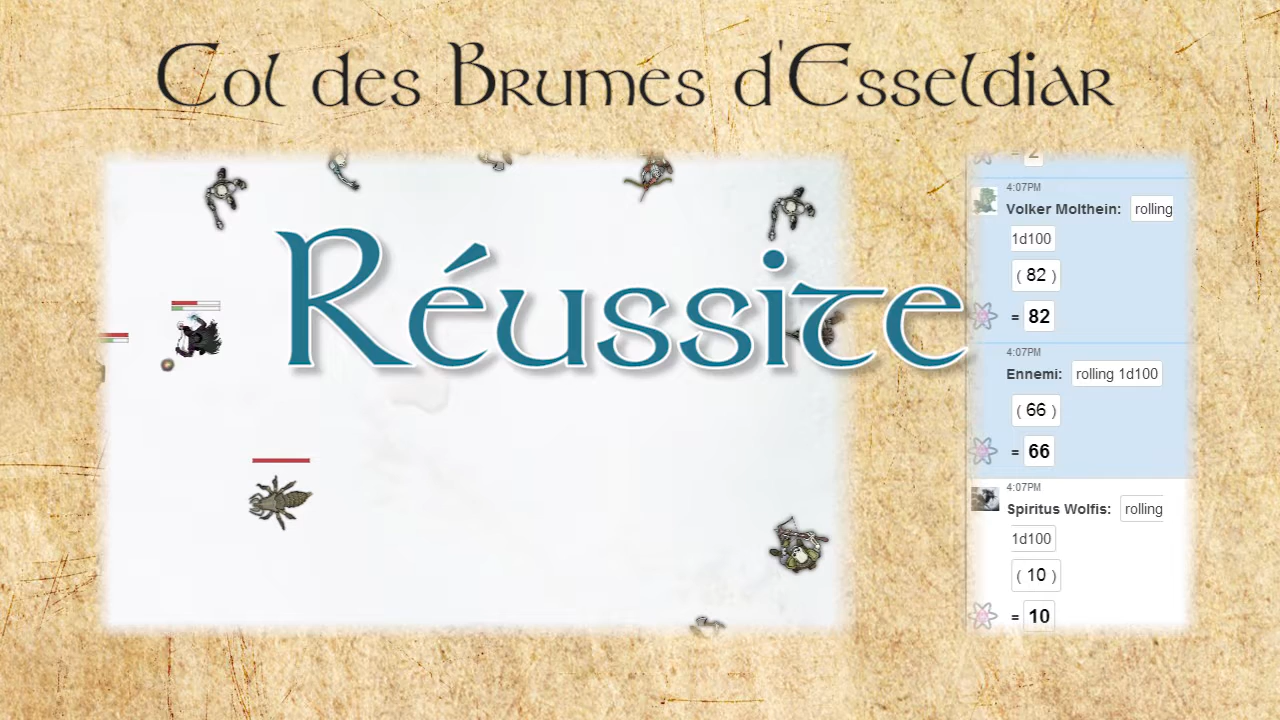 Col des Brumes d'Esseldiar
Réussite
= 2
4:07PM
Volker Molthein: rolling
1d100
( 82 )
= 82
4:07PM
Ennemi: rolling 1d100
( 66 )
= 66
4:07PM
Spiritus Wolfis: rolling
1d100
( 10 )
= 10